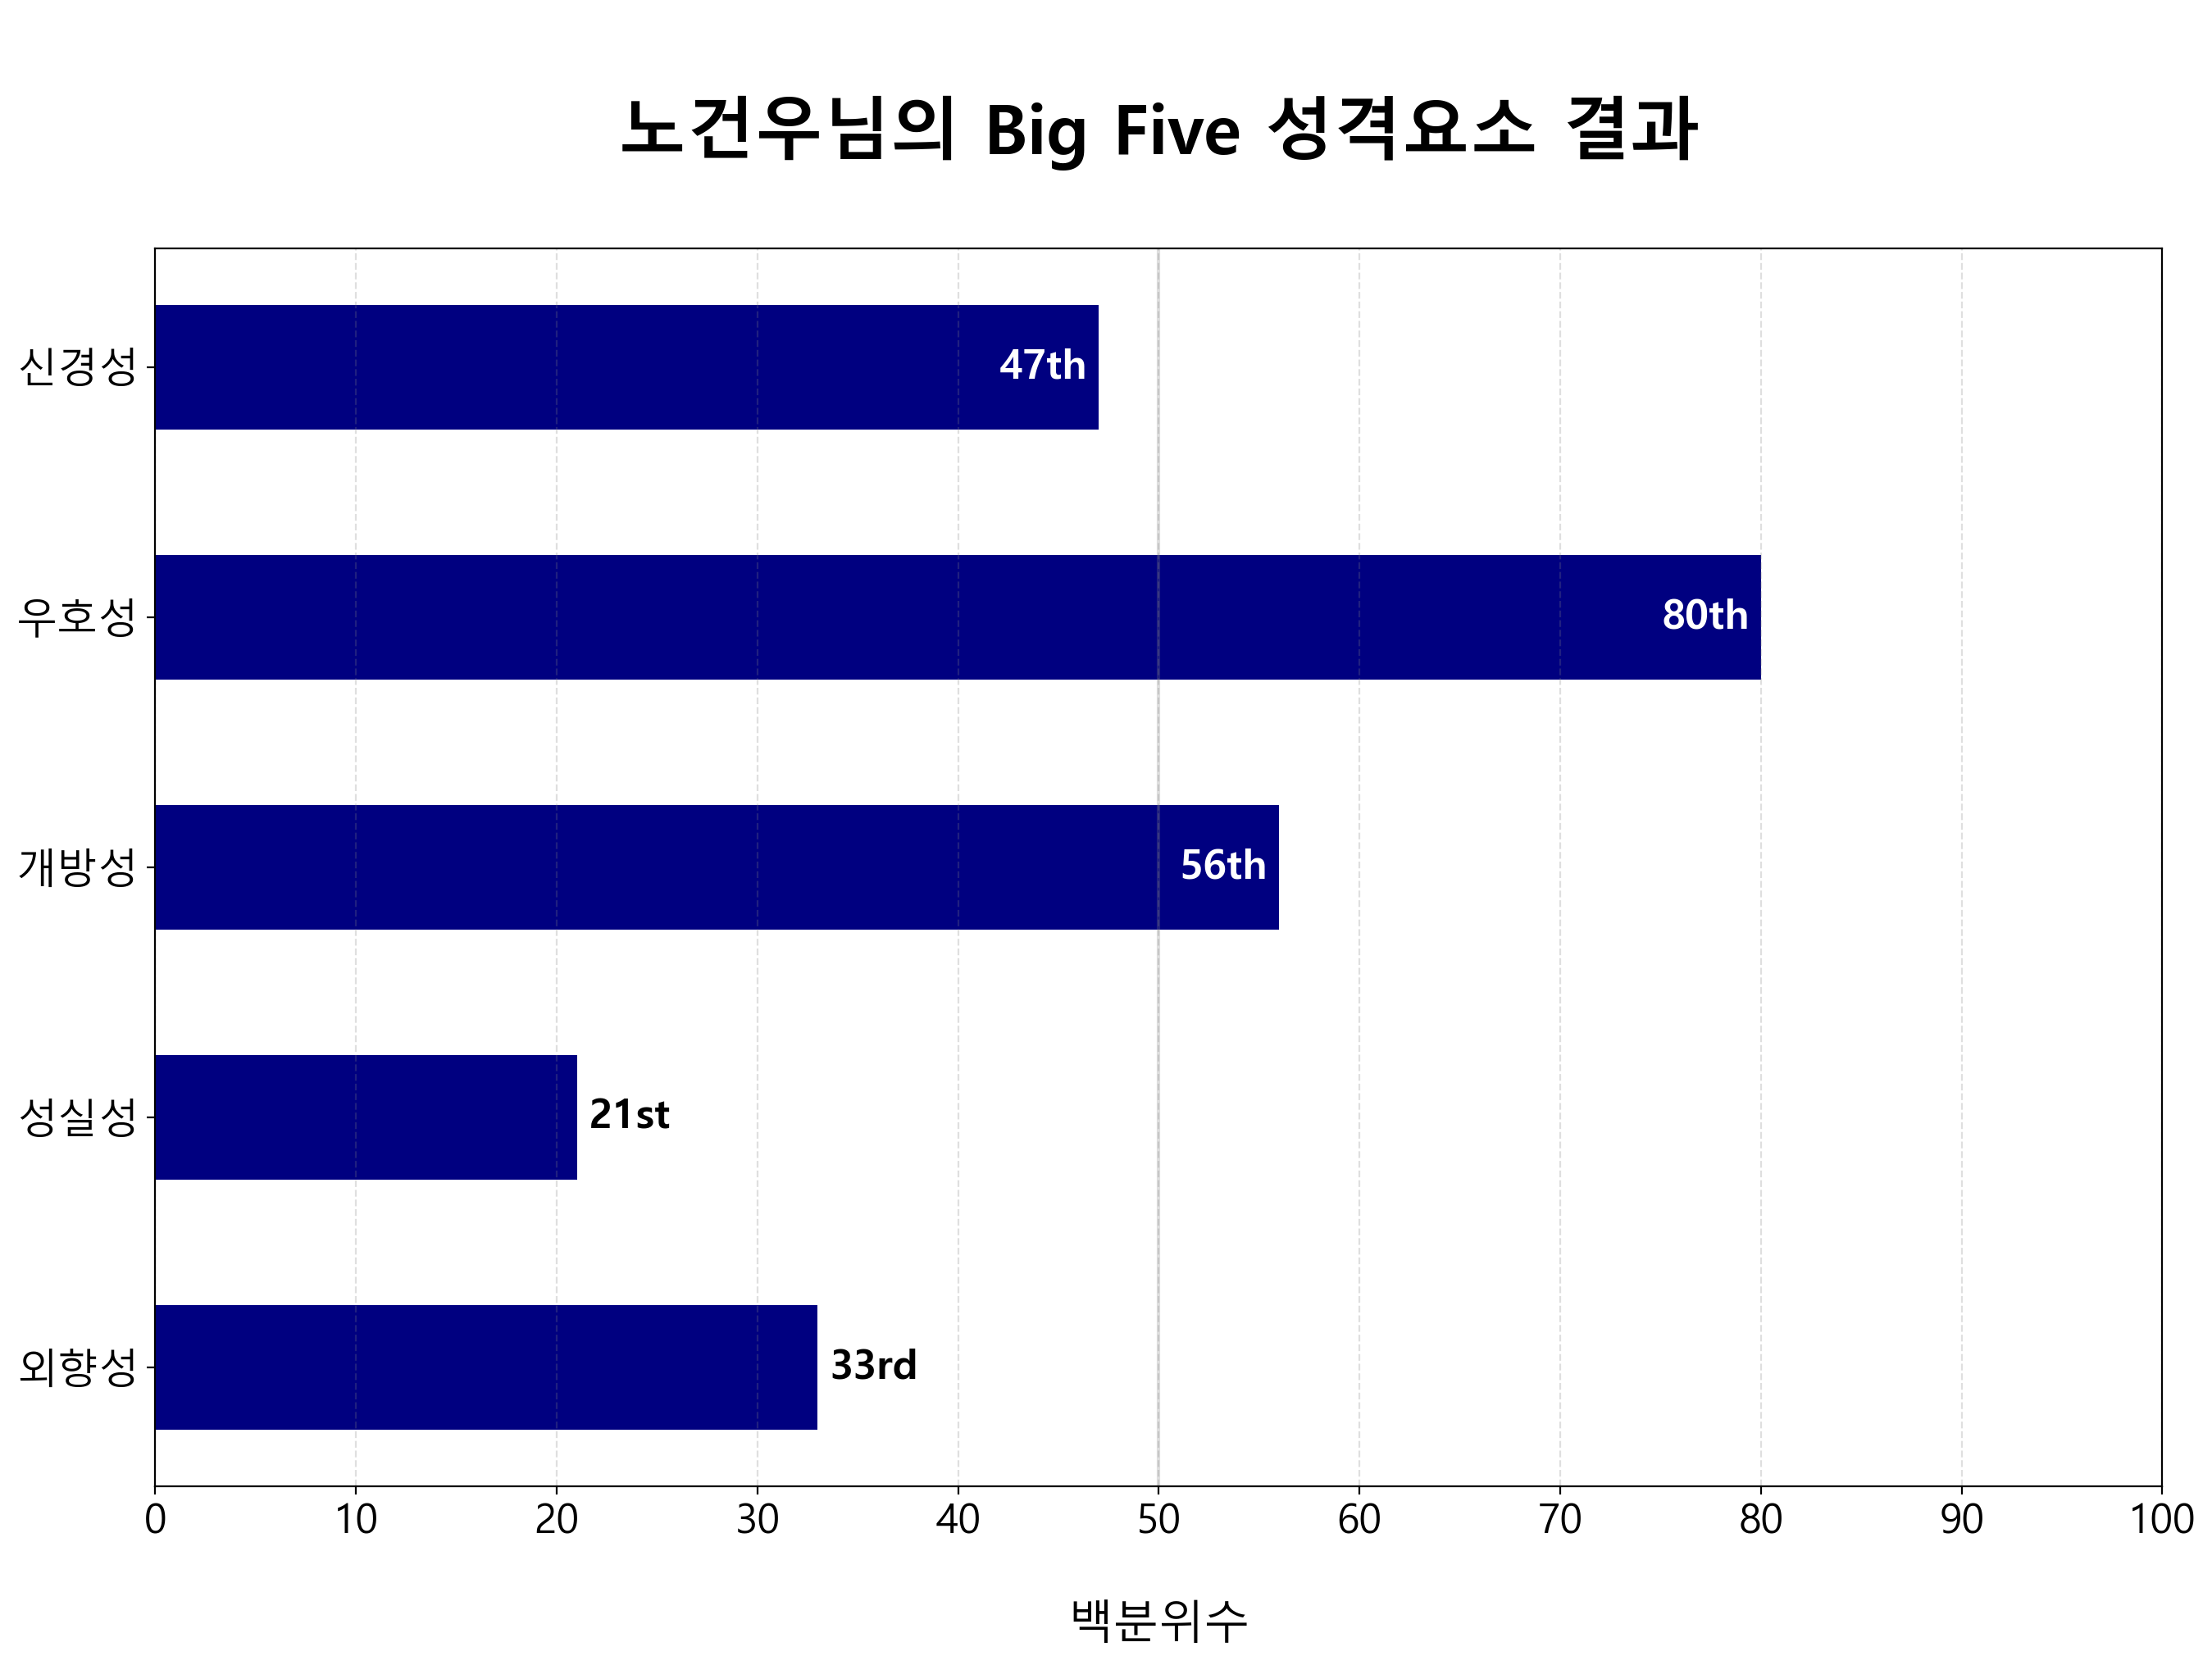 노건우님의 Big Five 성격요소 결과
신경성 47th
우호성 80th
개방성 56th
성실성 21st
외향성 33rd
0 10 20 30 40 50 60 70 80 90 100
백분위수